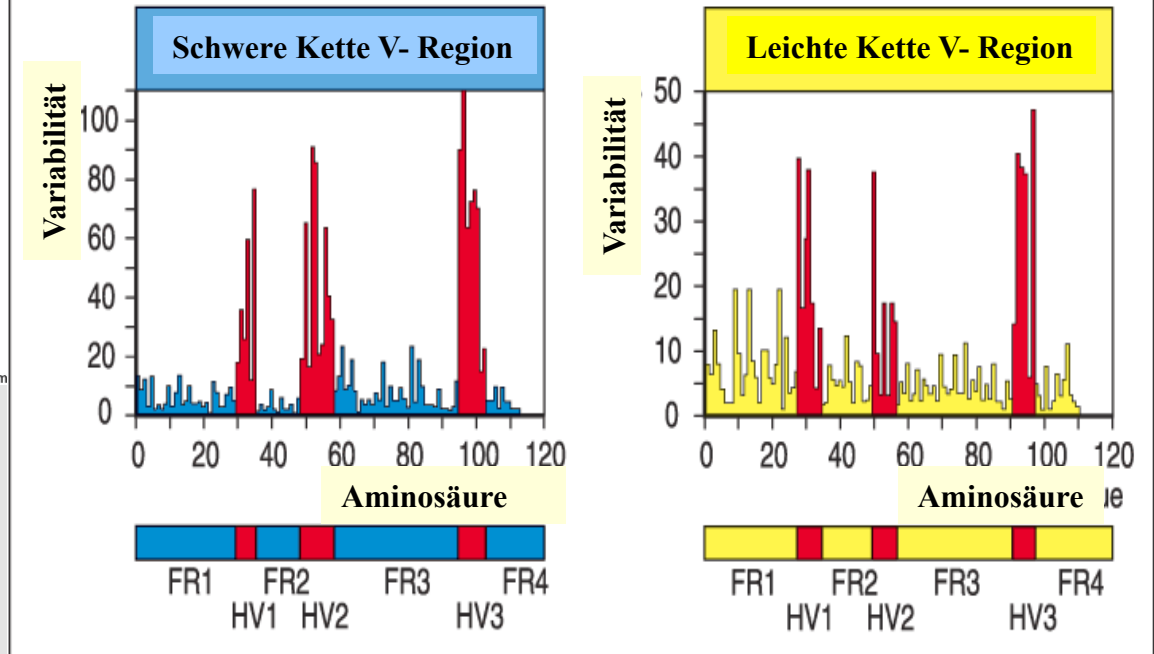 Schwere Kette V- Region
Variabilität
100
80
60
40
20
0
0 20 40 60 80 100 120
Aminosäure
FR1 FR2 FR3 FR4
HV1 HV2 HV3
Leichte Kette V- Region
Variabilität
50
40
30
20
10
0
0 20 40 60 80 100 120
Aminosäure ue
FR1 FR2 FR3 FR4
HV1 HV2 HV3
m